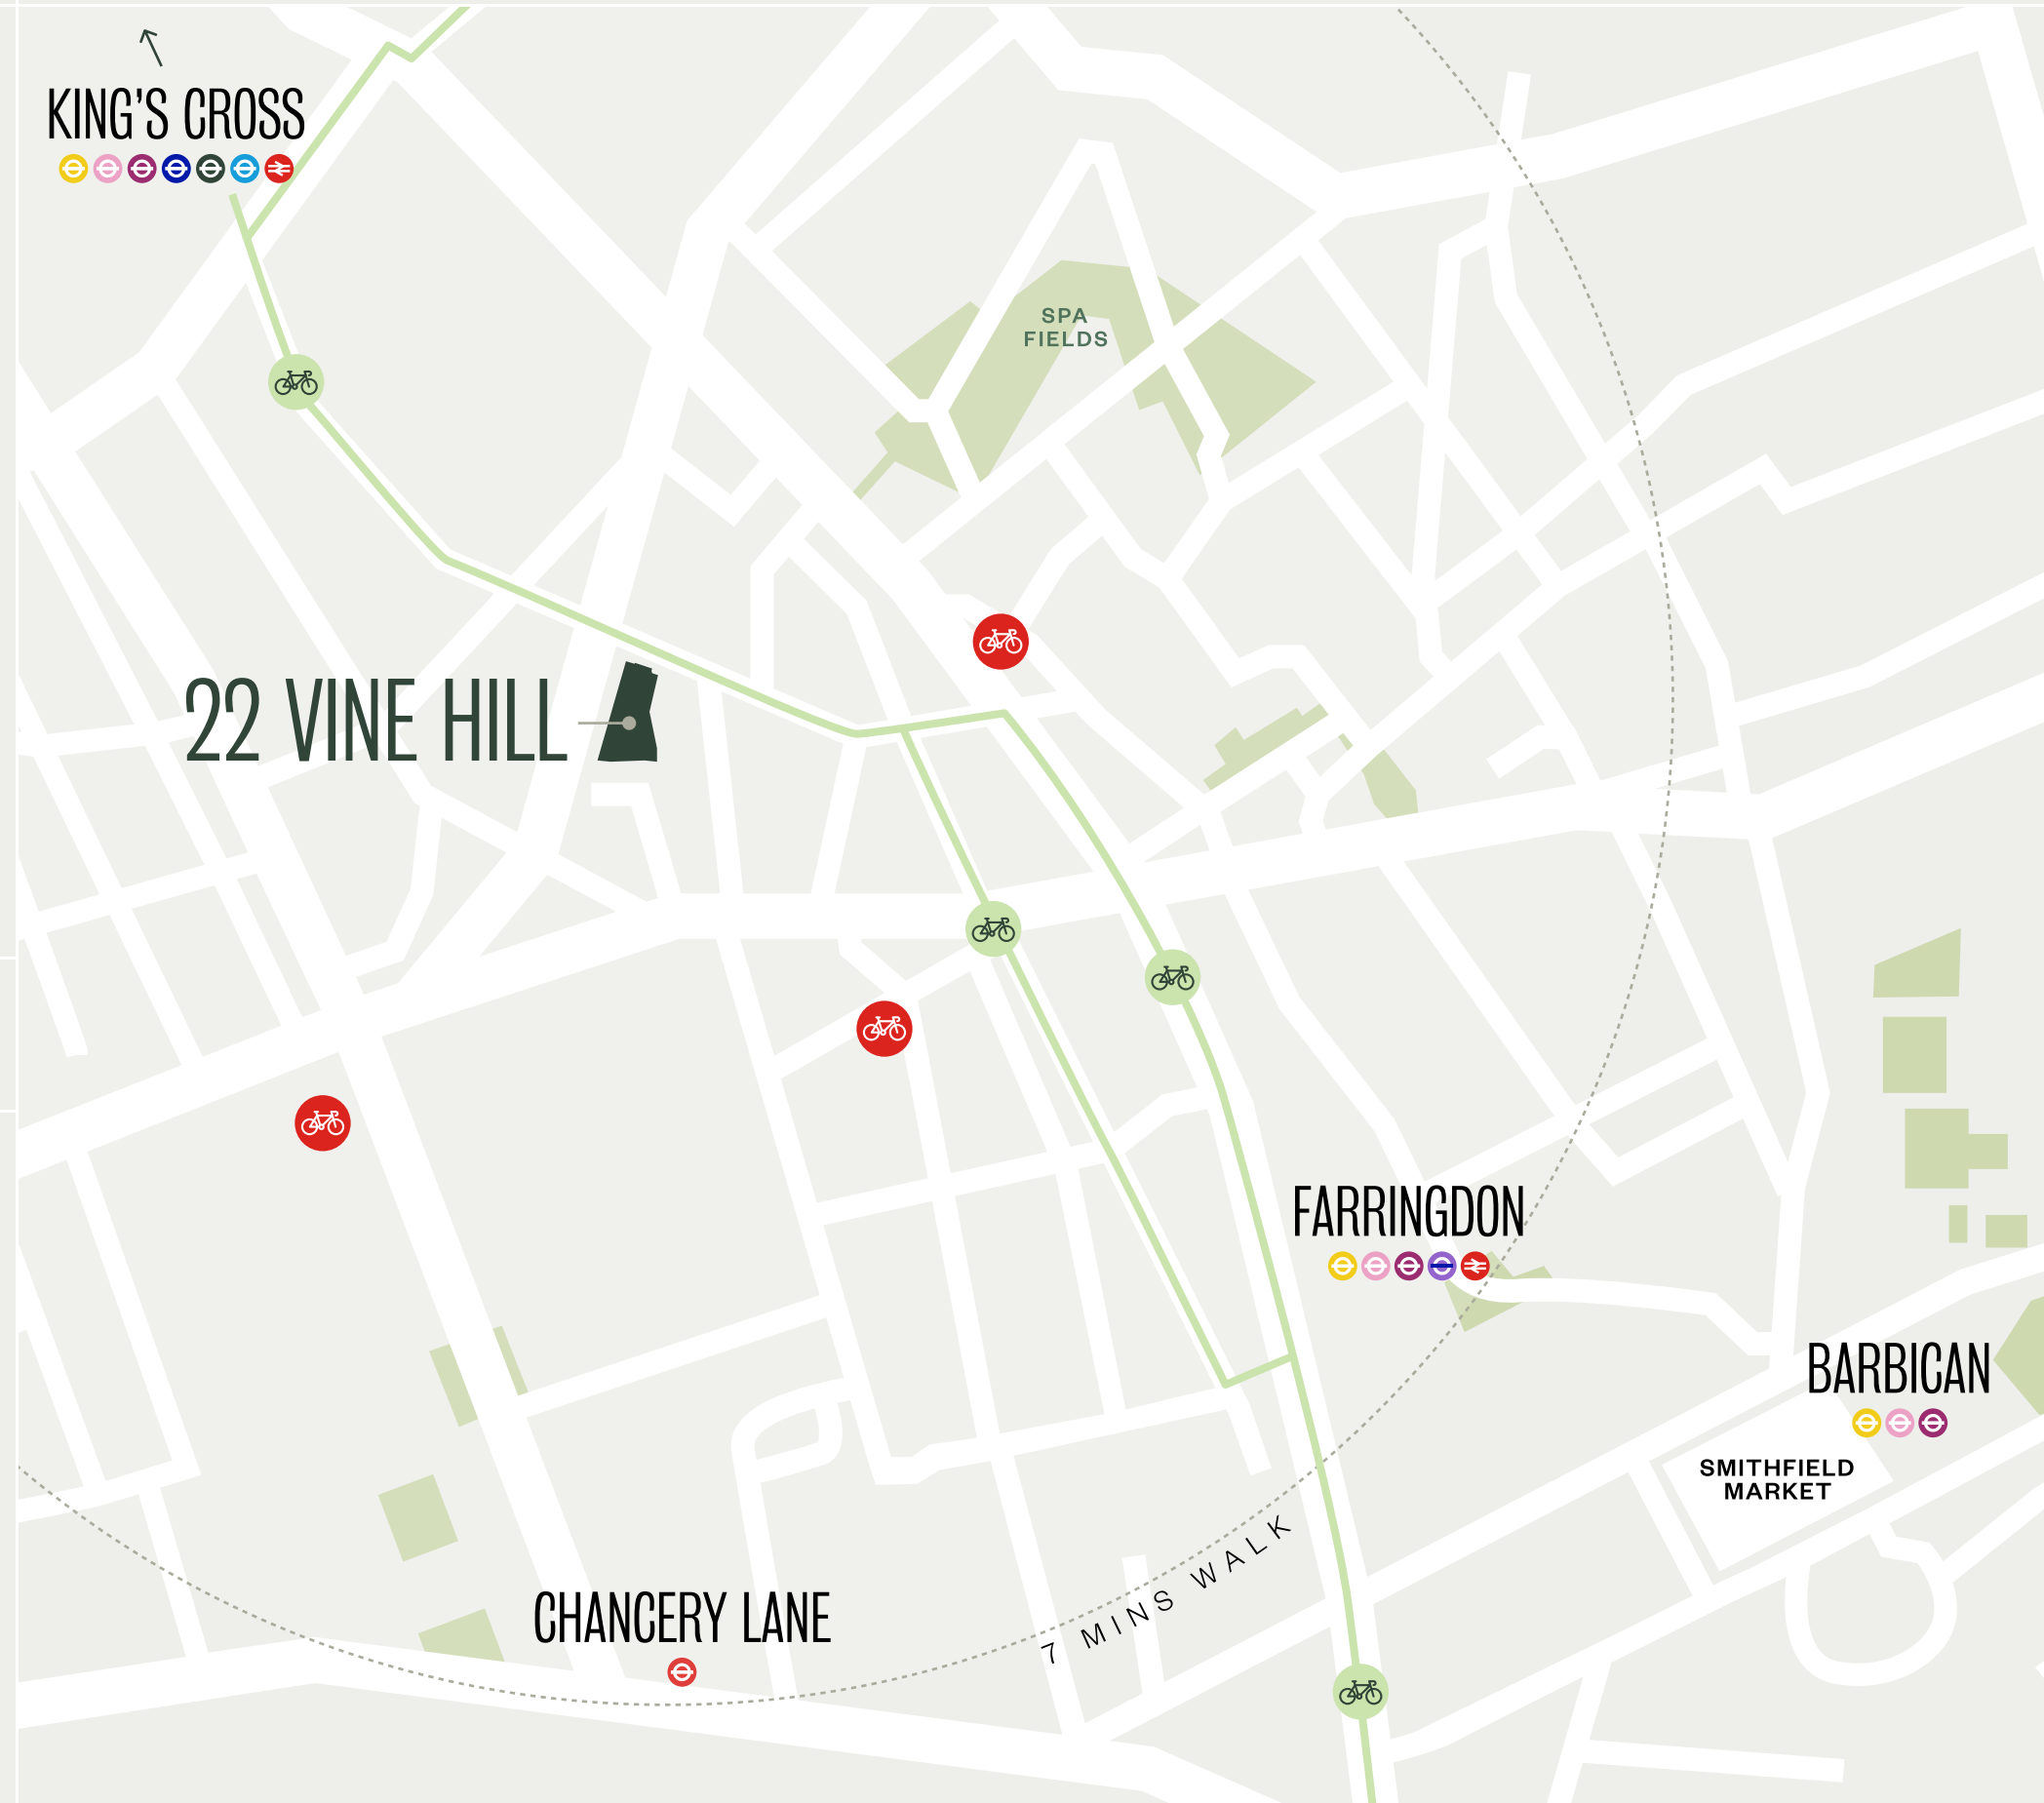 KING'S CROSS
SPA
FIELDS
22 VINE HILL
FARRINGDON
BARBICAN
SMITHFIELD
MARKET
7 MINS WALK
CHANCERY LANE